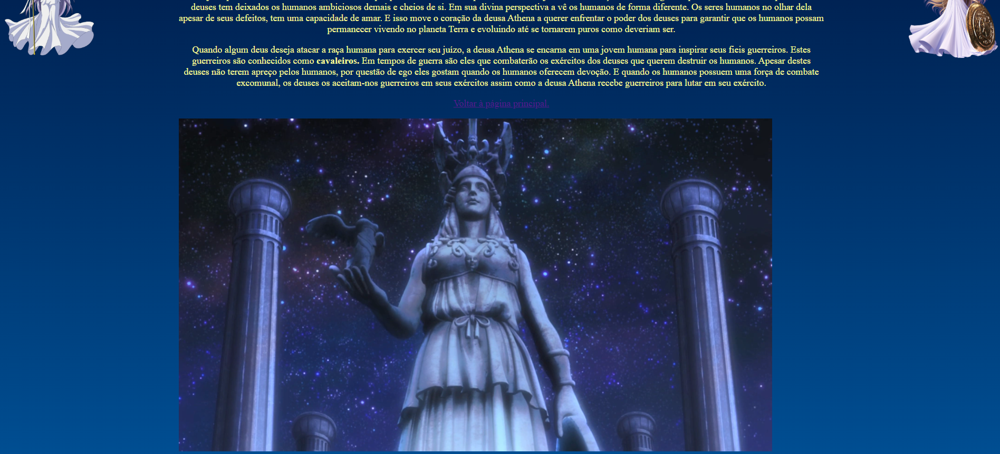 deuses tem deixados os humanos ambiciosos demais e cheios de si. Em sua divina perspectiva a vê os humanos de forma diferente. Os seres humanos no olhar dela
apesar de seus defeitos, tem uma capacidade de amar. E isso move o coração da deusa Athena a querer enfrentar o poder dos deuses para garantir que os humanos possam
permanecer vivendo no planeta Terra e evoluindo até se tornarem puros como deveriam ser.
Quando algum deus deseja atacar a raça humana para exercer seu juízo, a deusa Athena se encarna em uma jovem humana para inspirar seus fieis guerreiros. Estes
guerreiros são conhecidos como cavaleiros. Em tempos de guerra são eles que combaterão os exércitos dos deuses que querem destruir os humanos. Apesar destes
deuses não terem apreço pelos humanos, por questão de ego eles gostam quando os humanos oferecem devoção. E quando os humanos possuem uma força de combate
excomunal, os deuses os aceitam-nos guerreiros em seus exércitos assim como a deusa Athena recebe guerreiros para lutar em seu exército.
Voltar á página principal.